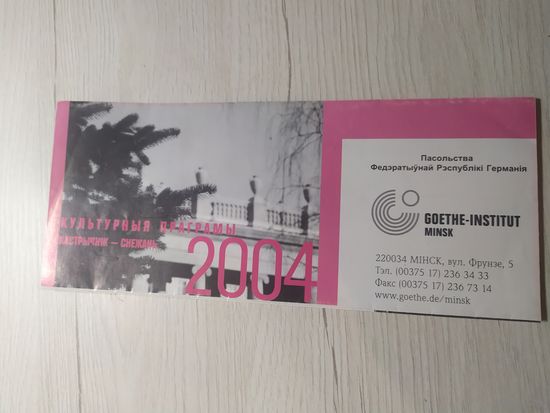 КУЛЬТУРНЫЯ ПРАГРАМЫ
КАСТРЫЧНІК – СНЕЖАНЬ
2004
Пасольства
Федэратыўнай Рэспублікі Германія
GOETHE-INSTITUT
MINSK
220034 МІНСК, вул. Фрунзе, 5
Тэл. (00375 17) 236 34 33
Факс (00375 17) 236 73 14
www.goethe.de/minsk